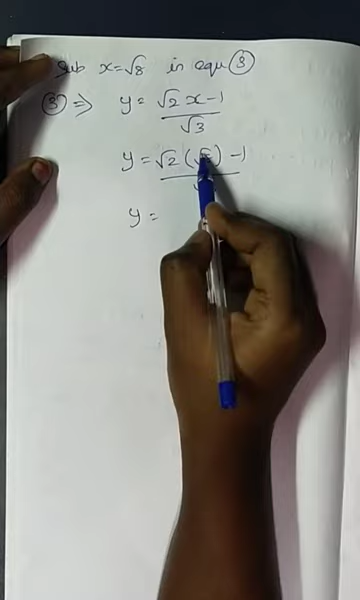 Sub x=√8 in equ ③
③ ⇒ y = √2 x - 1
√3
y = √2 (√ ) - 1
y =